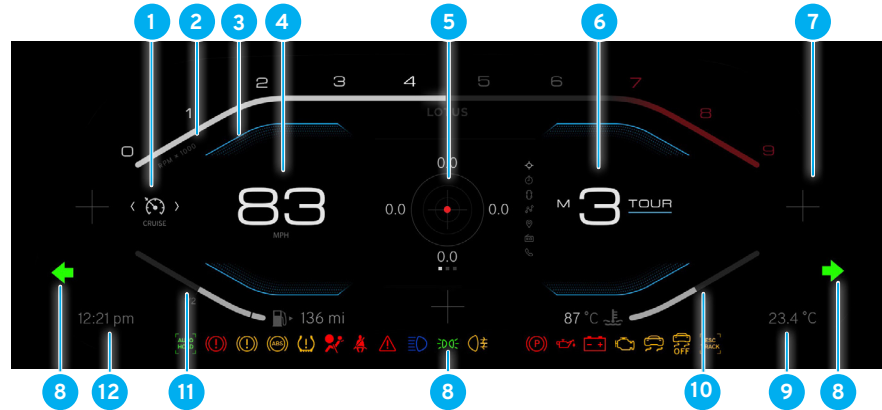 1 2 3 4 5 6 7
2 3 4 5 6 7
1 8
LOTUS
0 9
RPM x 1000
0.0
M 3 TOUR
83
0.0 0.0
CRUISE
MPH
0.0
12:21 pm 136 mi 87 °C 23.4 °C
AUTO HOLD ABS P ESC TRACK
OFF
8 12 11 8 10 9 8